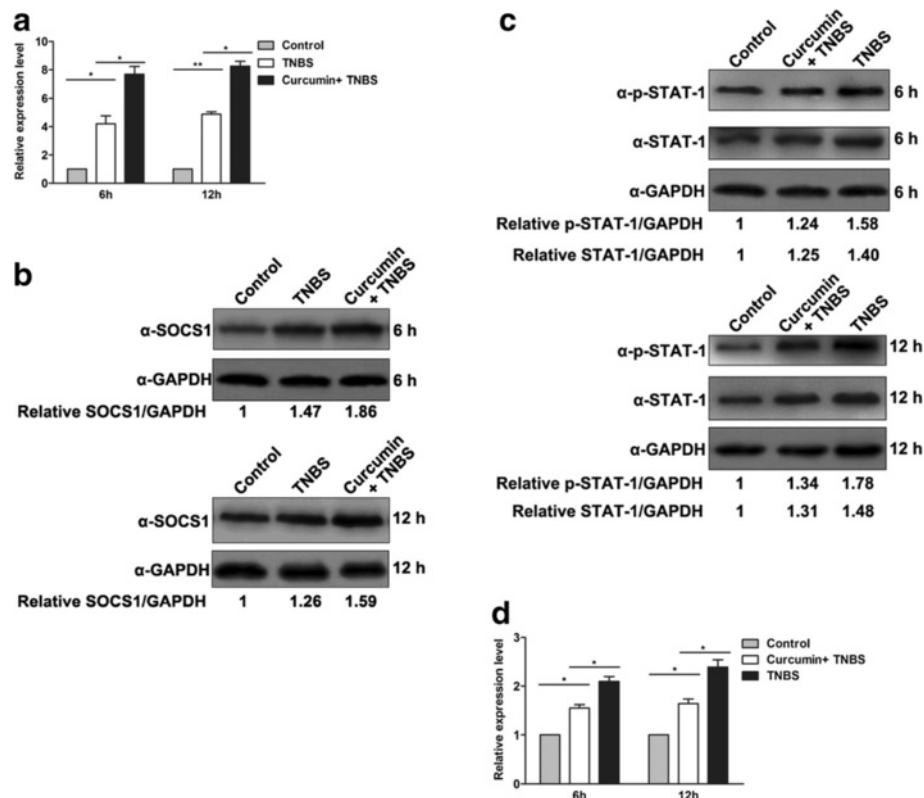 a
Relative expression level
10
8
6
4
2
0
6h
12h
*
*
**
*
Control
TNBS
Curcumin+ TNBS
b
Control
TNBS
Curcumin
+ TNBS
α-SOCS1
6 h
α-GAPDH
6 h
Relative SOCS1/GAPDH 1 1.47 1.86
Control
TNBS
Curcumin
+ TNBS
α-SOCS1
12 h
α-GAPDH
12 h
Relative SOCS1/GAPDH 1 1.26 1.59
c
Control
Curcumin
+ TNBS
TNBS
α-p-STAT-1
6 h
α-STAT-1
6 h
α-GAPDH
6 h
Relative p-STAT-1/GAPDH 1 1.24 1.58
Relative STAT-1/GAPDH 1 1.25 1.40
Control
Curcumin
+ TNBS
TNBS
α-p-STAT-1
12 h
α-STAT-1
12 h
α-GAPDH
12 h
Relative p-STAT-1/GAPDH 1 1.34 1.78
Relative STAT-1/GAPDH 1 1.31 1.48
d
Relative expression level
3
2
1
0
6h
12h
*
*
*
*
Control
Curcumin+ TNBS
TNBS